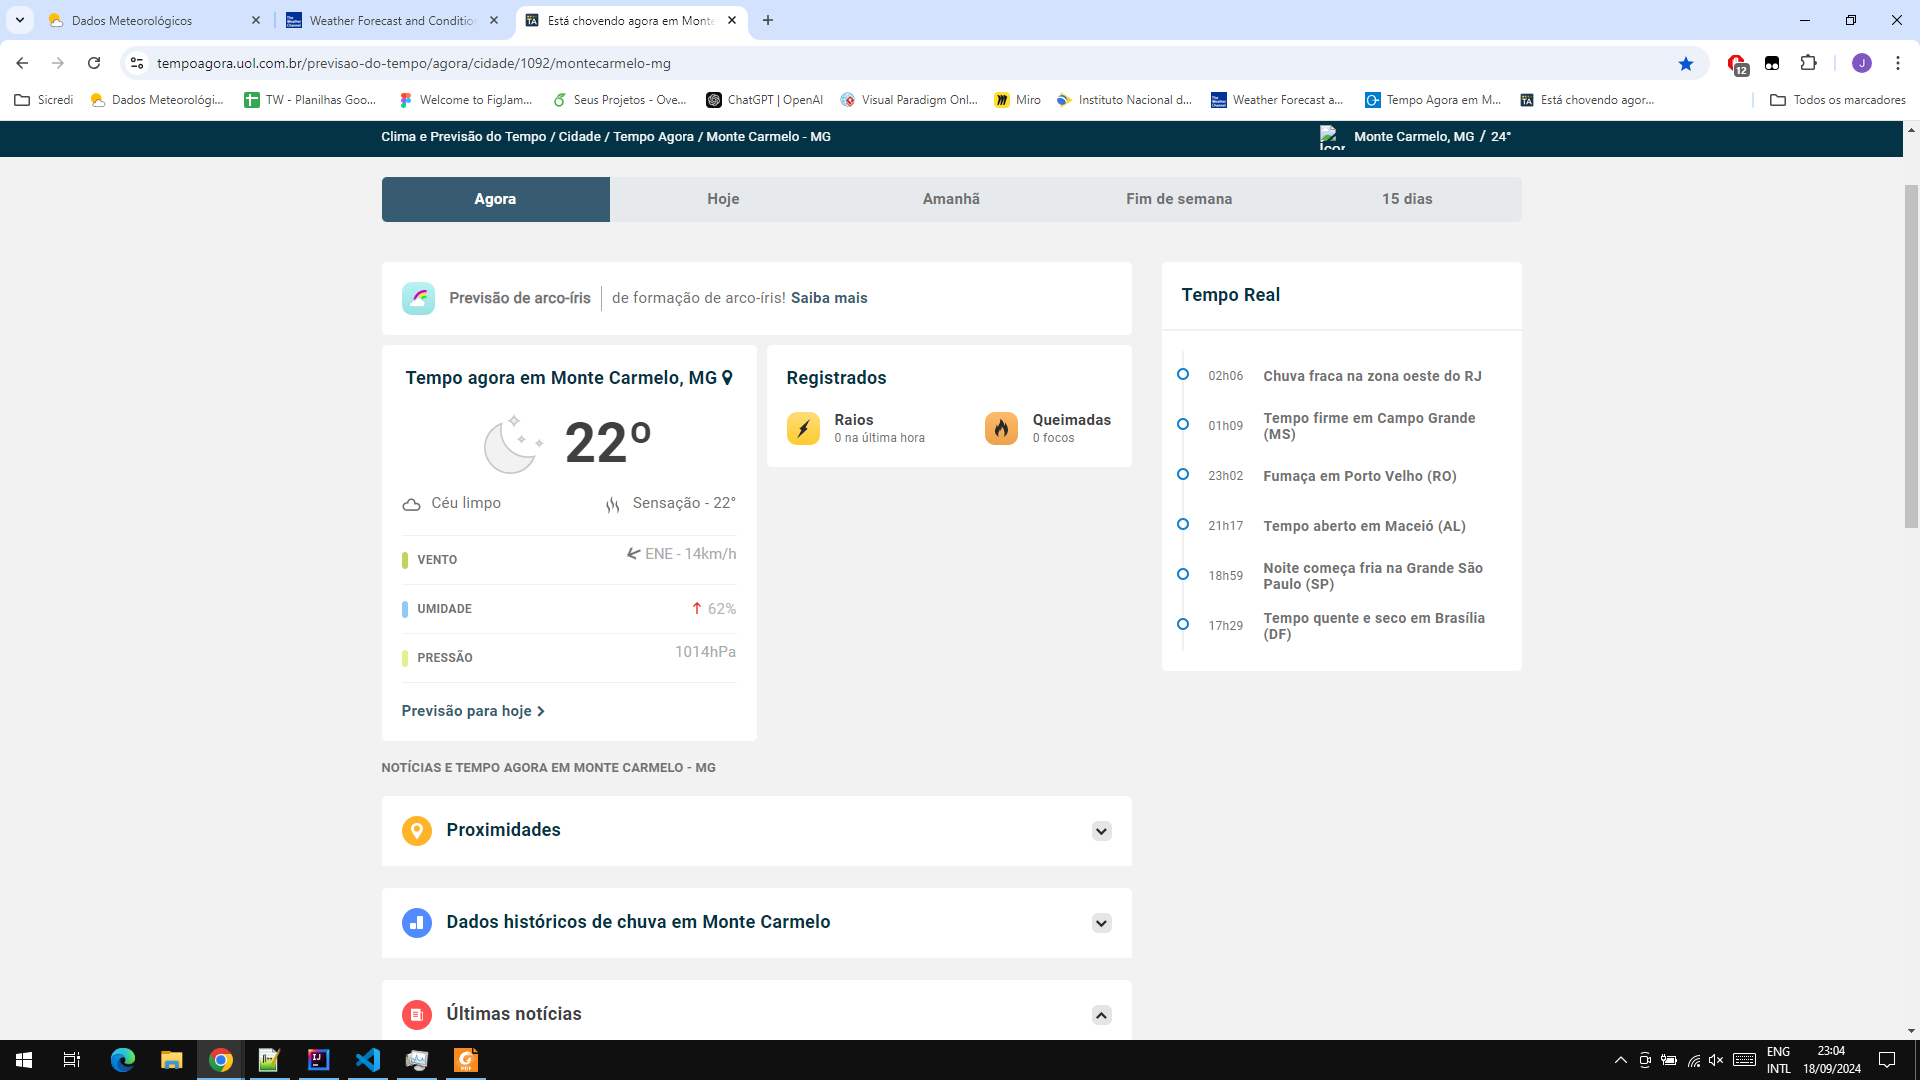 Dados Meteorológicos
Weather Forecast and Conditio
Está chovendo agora em Monte
tempoagora.uol.com.br/previsao-do-tempo/agora/cidade/1092/montecarmelo-mg
12
J
Sicredi
Dados Meteorológi...
TW - Planilhas Goo...
Welcome to FigJam...
Seus Projetos - Ove...
ChatGPT | OpenAI
Visual Paradigm Onl...
Miro
Instituto Nacional d...
Weather Forecast a...
Tempo Agora em M...
Está chovendo agor...
Todos os marcadores
Clima e Previsão do Tempo / Cidade / Tempo Agora / Monte Carmelo - MG
Monte Carmelo, MG / 24°
Agora
Hoje
Amanhã
Fim de semana
15 dias
Previsão de arco-íris
de formação de arco-íris! Saiba mais
Tempo agora em Monte Carmelo, MG
22º
Céu limpo
Sensação - 22°
VENTO
ENE - 14km/h
UMIDADE
62%
PRESSÃO
1014hPa
Previsão para hoje
Registrados
Raios
0 na última hora
Queimadas
0 focos
Tempo Real
02h06
Chuva fraca na zona oeste do RJ
01h09
Tempo firme em Campo Grande
(MS)
23h02
Fumaça em Porto Velho (RO)
21h17
Tempo aberto em Maceió (AL)
18h59
Noite começa fria na Grande São
Paulo (SP)
17h29
Tempo quente e seco em Brasília
(DF)
NOTÍCIAS E TEMPO AGORA EM MONTE CARMELO - MG
Proximidades
Dados históricos de chuva em Monte Carmelo
Últimas notícias
ENG
INTL
23:04
18/09/2024